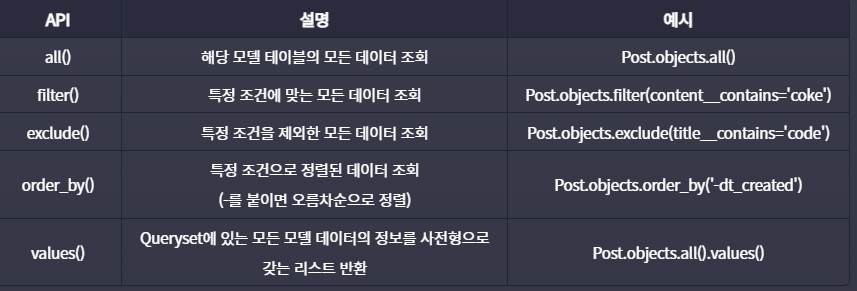 API 설명 예시
all() 해당 모델 테이블의 모든 데이터 조회 Post.objects.all()
filter() 특정 조건에 맞는 모든 데이터 조회 Post.objects.filter(content__contains='coke')
exclude() 특정 조건을 제외한 모든 데이터 조회 Post.objects.exclude(title__contains='code')
order_by() 특정 조건으로 정렬된 데이터 조회
(-를 붙이면 오름차순으로 정렬) Post.objects.order_by('-dt_created')
values() Queryset에 있는 모든 모델 데이터의 정보를 사전형으로
갖는 리스트 반환 Post.objects.all().values()